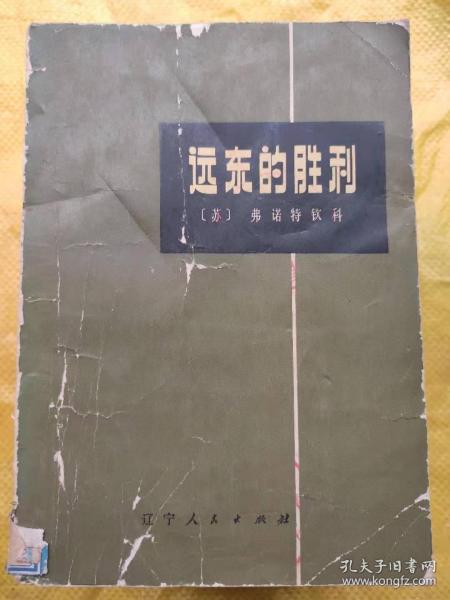 远东的胜利
〔苏〕 弗诺特钦科
辽宁人民出版社
孔夫子旧书网
www.kongfz.com